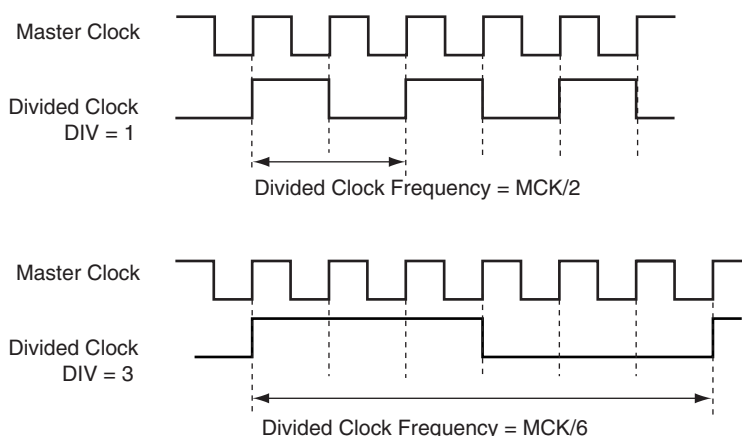 Master Clock
Divided Clock
DIV = 1
Divided Clock Frequency = MCK/2
Master Clock
Divided Clock
DIV = 3
Divided Clock Frequency = MCK/6